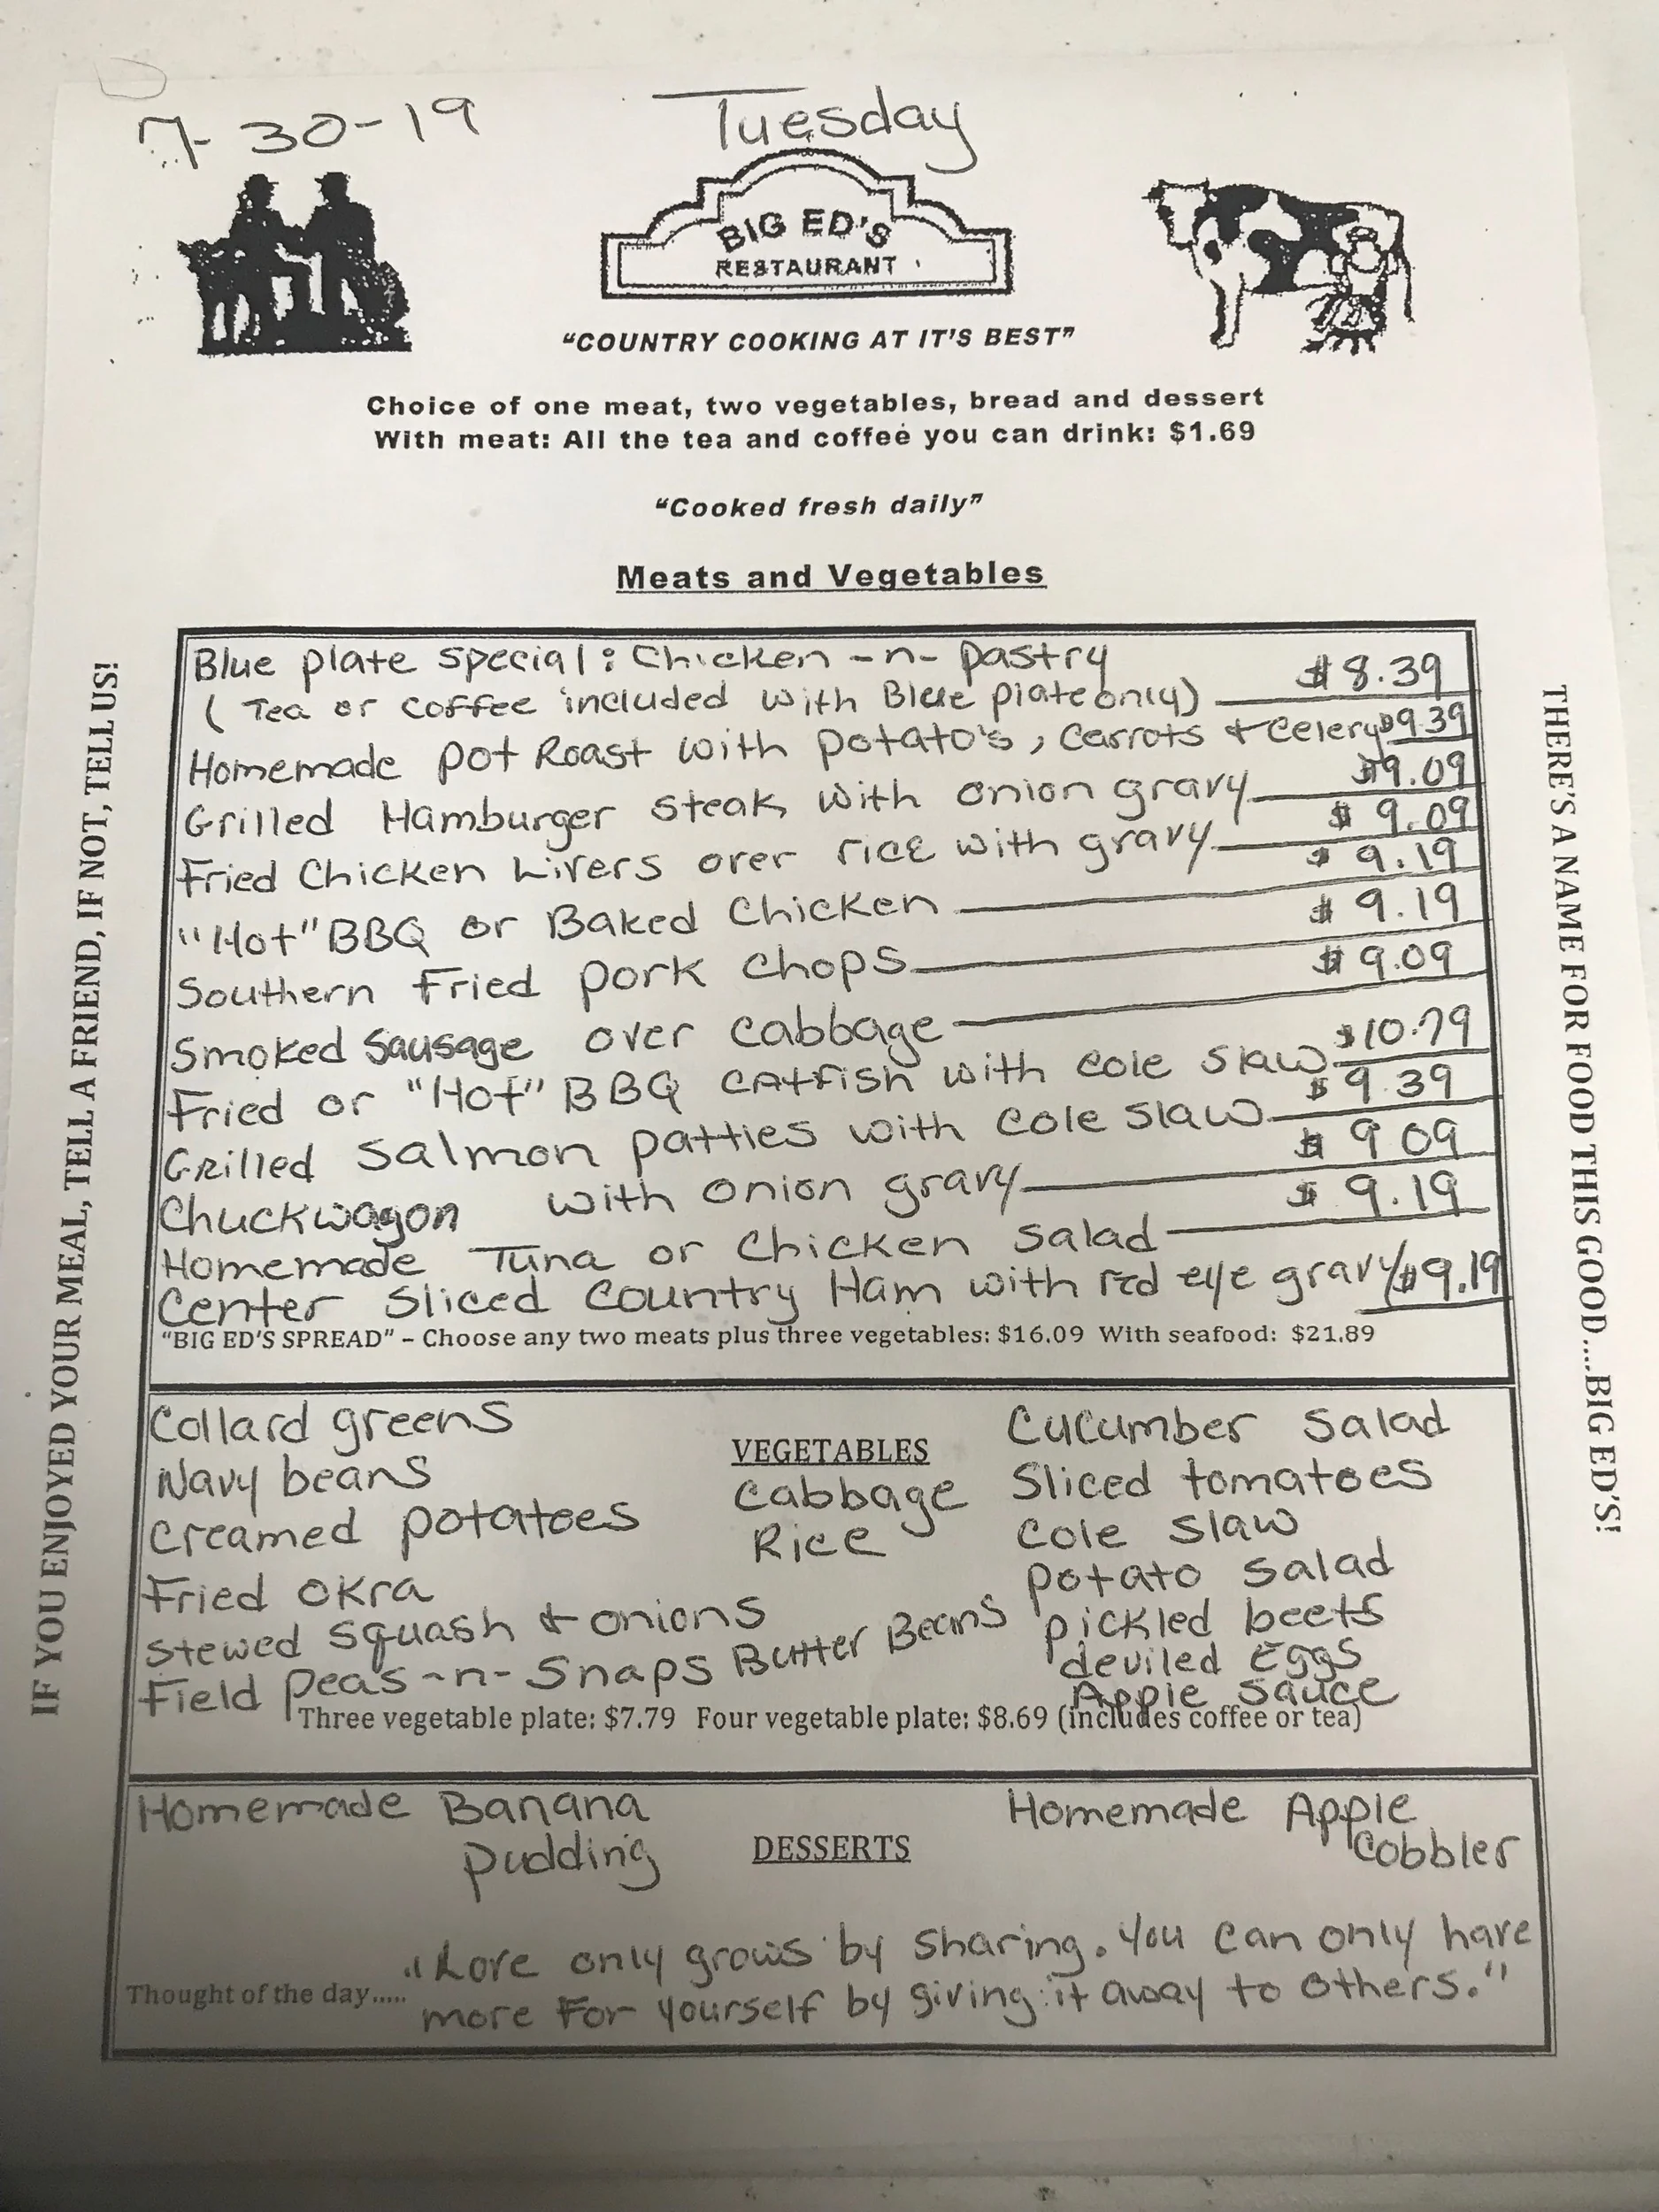 7-30-19
Tuesday
BIG ED'S
RESTAURANT
"COUNTRY COOKING AT IT'S BEST"
Choice of one meat, two vegetables, bread and dessert
With meat: All the tea and coffee you can drink: $1.69
"Cooked fresh daily"
Meats and Vegetables
Blue plate special: Chicken -n- pastry $8.39
(Tea or coffee included with Blue plate only)
Homemade pot Roast with potato's, carrots & celery $9.39
Grilled Hamburger steak with onion gravy $9.09
Fried Chicken Livers over rice with gravy $9.09
"Hot" BBQ or Baked Chicken $9.19
Southern Fried pork chops $9.19
Smoked Sausage over cabbage $9.09
Fried or "Hot" BBQ catfish with cole slaw $10.79
Grilled Salmon patties with cole slaw $9.39
Chuckwagon with onion gravy $9.09
Homemade Tuna or Chicken Salad $9.19
Center Sliced Country Ham with red eye gravy $9.19
"BIG ED'S SPREAD" – Choose any two meats plus three vegetables: $16.09 With seafood: $21.89
VEGETABLES
Collard greens
Navy beans
Creamed potatoes
Fried okra
Stewed squash & onions
Field peas -n- snaps
Cabbage
Rice
Butter Beans
Cucumber Salad
Sliced tomatoes
Cole slaw
potato salad
pickled beets
deviled Eggs
Apple sauce
Three vegetable plate: $7.79 Four vegetable plate: $8.69 (includes coffee or tea)
DESSERTS
Homemade Banana
pudding
Homemade Apple
Cobbler
Thought of the day.....
"Love only grows by sharing. You can only have
more for yourself by giving it away to others."
IF YOU ENJOYED YOUR MEAL, TELL A FRIEND, IF NOT, TELL US!
THERE'S A NAME FOR FOOD THIS GOOD....BIG ED'S!